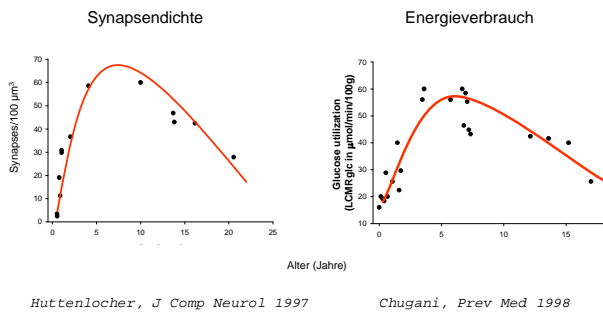 Synapsendichte
Energieverbrauch
Synapses/100 µm³
70
60
50
40
30
20
10
0
0 5 10 15 20 25
Glucose utilization
(LCMRglc in µmol/min/100g)
70
60
50
40
30
20
10
0 5 10 15
Alter (Jahre)
Huttenlocher, J Comp Neurol 1997
Chugani, Prev Med 1998